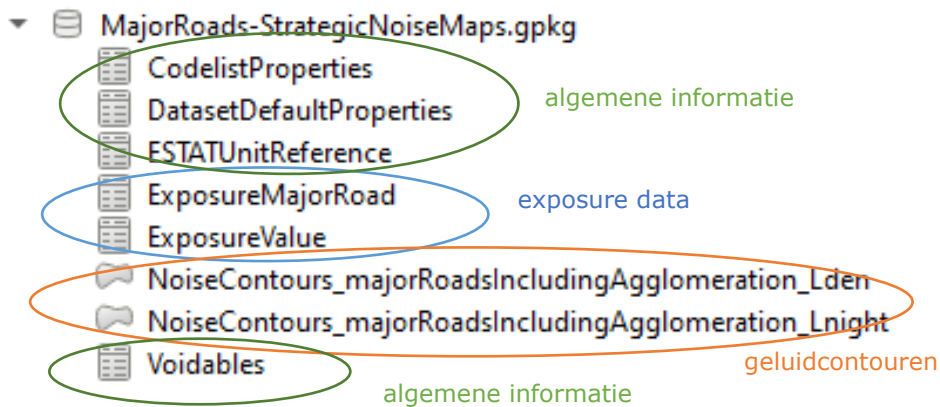 MajorRoads-StrategicNoiseMaps.gpkg
CodelistProperties
algemene informatie
DatasetDefaultProperties
ESTATUnitReference
ExposureMajorRoad
exposure data
ExposureValue
NoiseContours_majorRoadsIncludingAgglomeration_Lden
NoiseContours_majorRoadsIncludingAgglomeration_Lnight
geluidcontouren
Voidables
algemene informatie